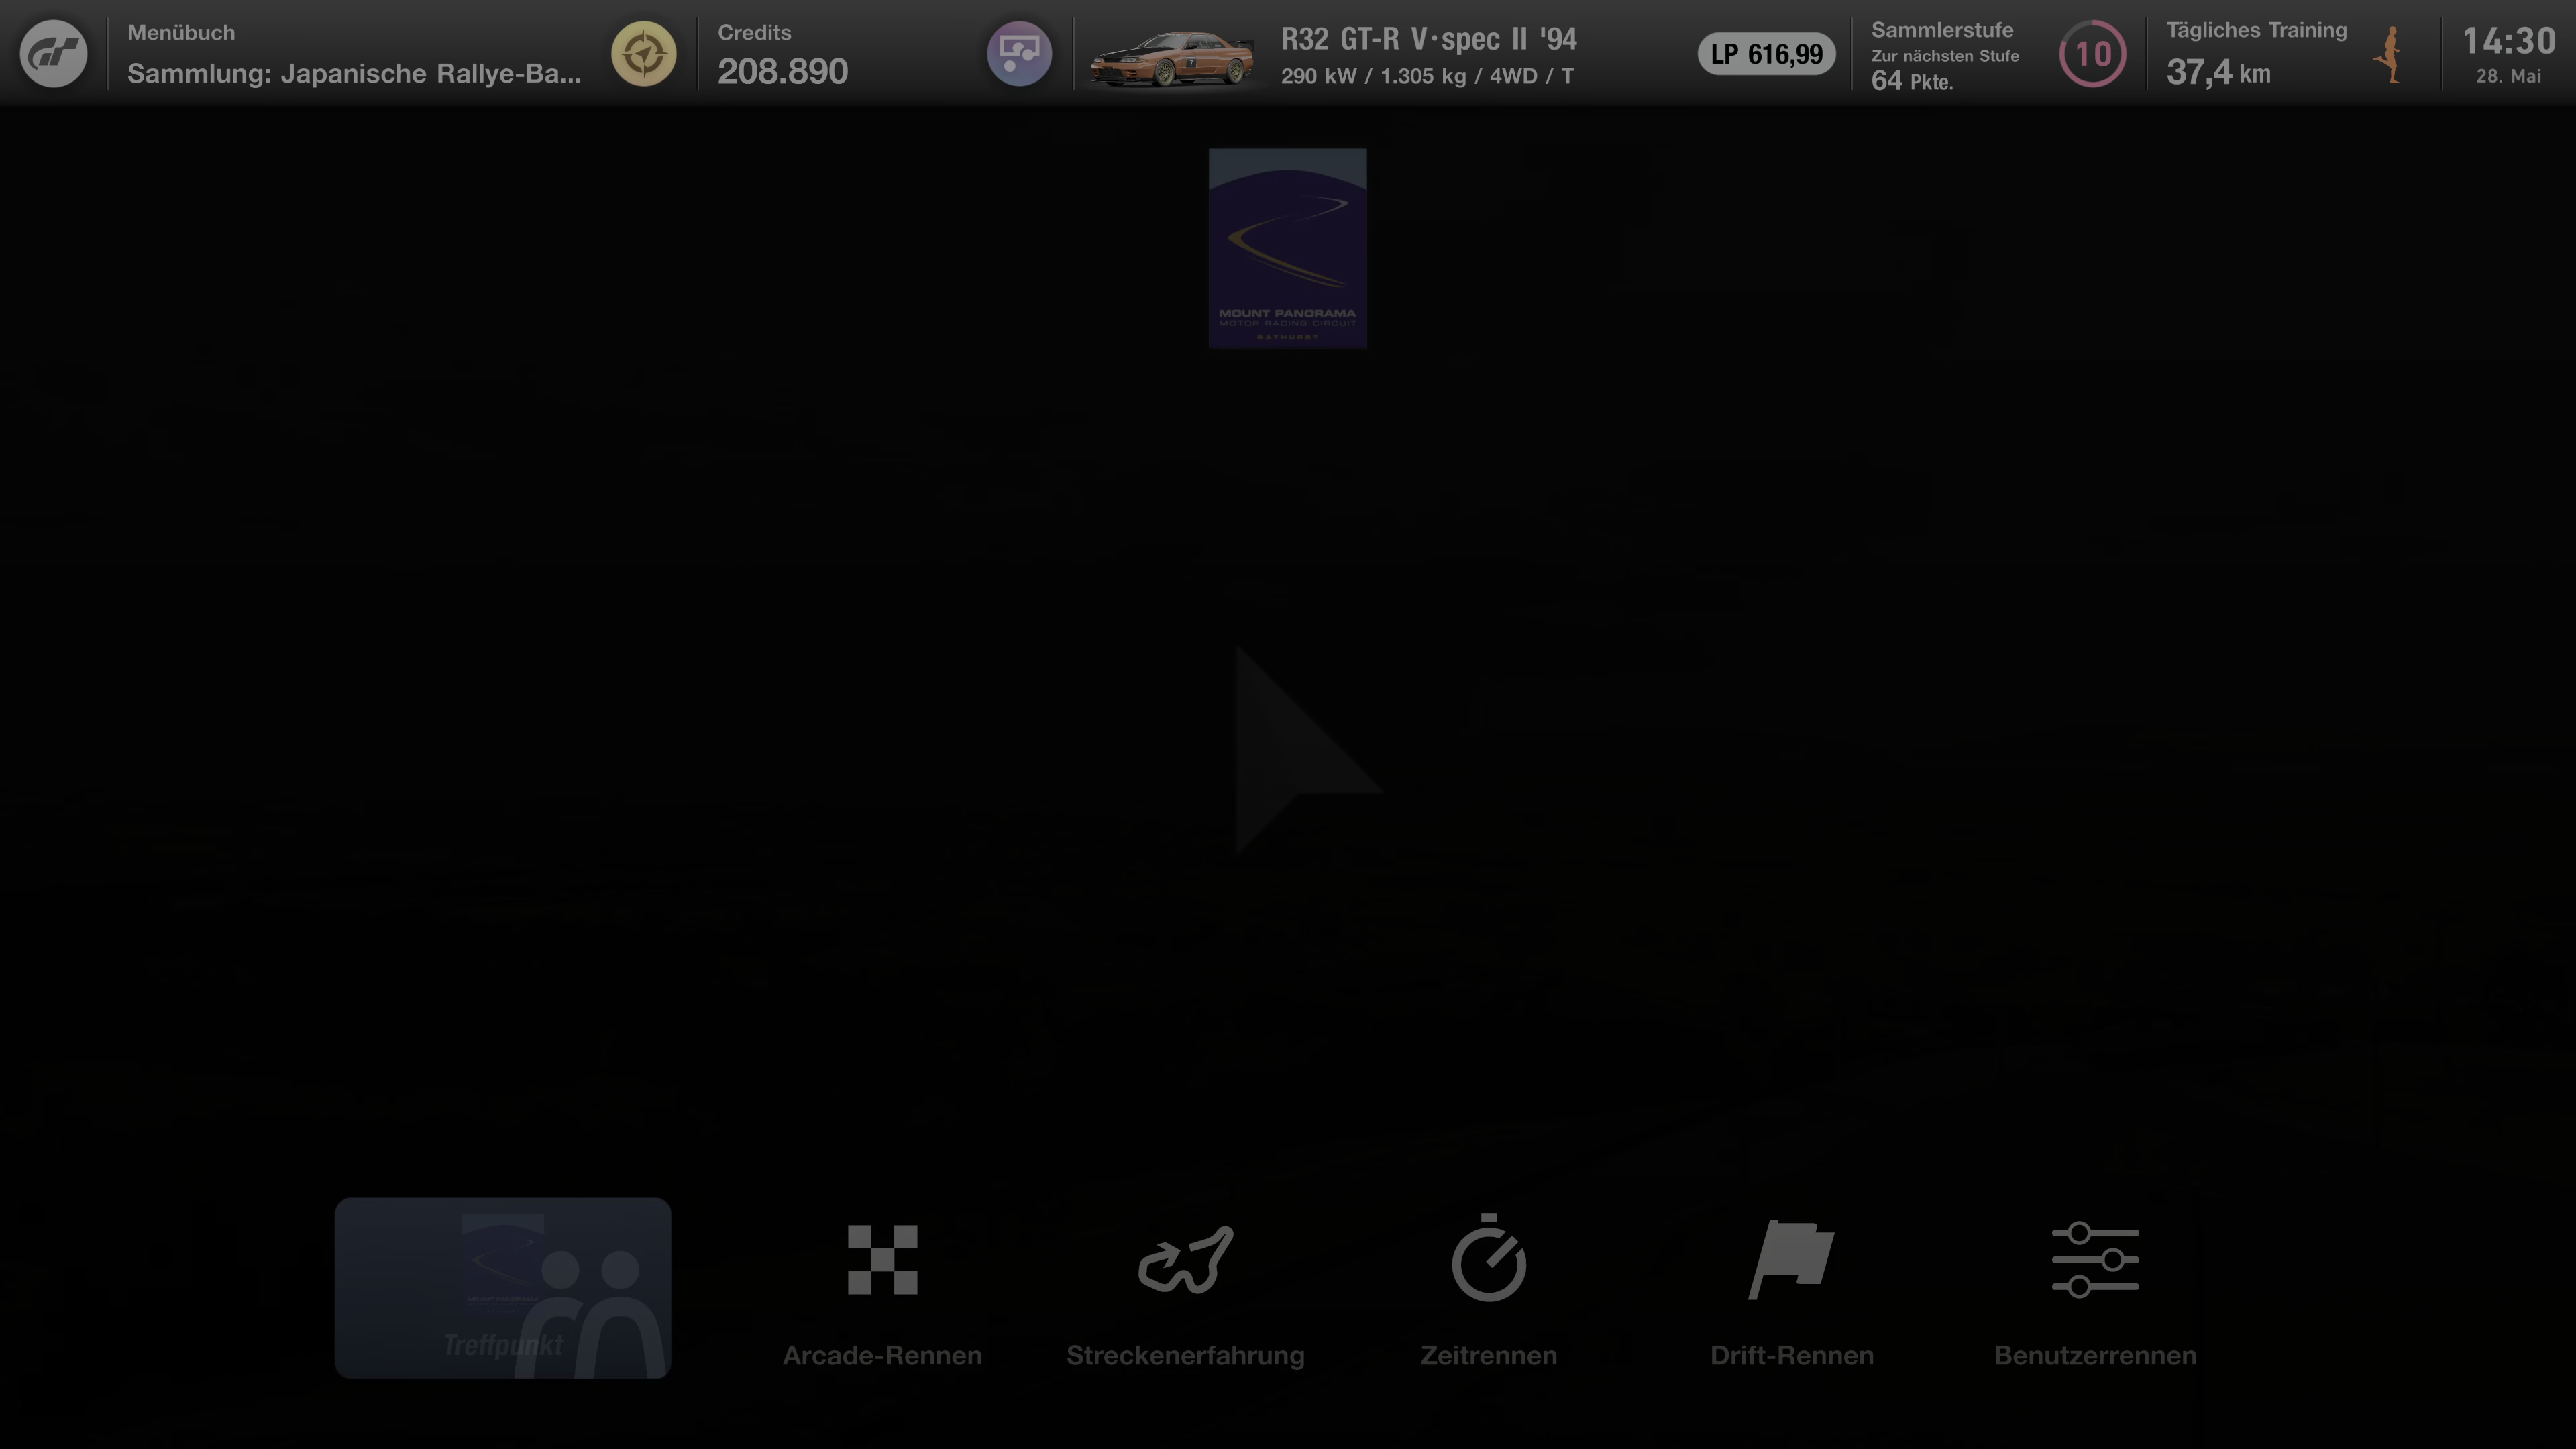 Menübuch
Sammlung: Japanische Rallye-Ba...
Credits
208.890
R32 GT-R V·spec II '94
290 kW / 1.305 kg / 4WD / T
LP 616,99
Sammlerstufe
Zur nächsten Stufe
64 Pkte.
10
Tägliches Training
37,4 km
14:30
28. Mai
MOUNT PANORAMA
MOTOR RACING CIRCUIT
BATHURST
Treffpunkt
Arcade-Rennen
Streckenerfahrung
Zeitrennen
Drift-Rennen
Benutzerrennen